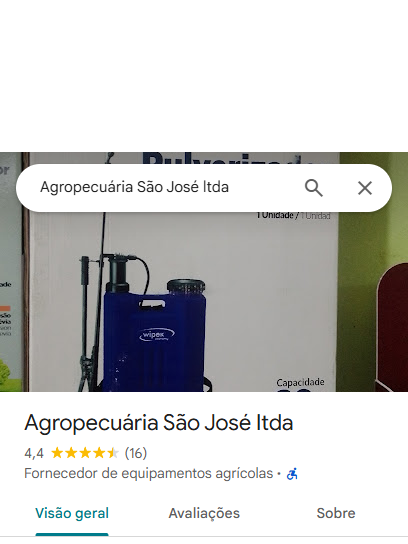 Pulverizado
Agropecuária São José ltda
1 Unidade / 1 Unidad
wipex
Capacidade
Agropecuária São José ltda
4,4 (16)
Fornecedor de equipamentos agrícolas ·
Visão geral Avaliações Sobre